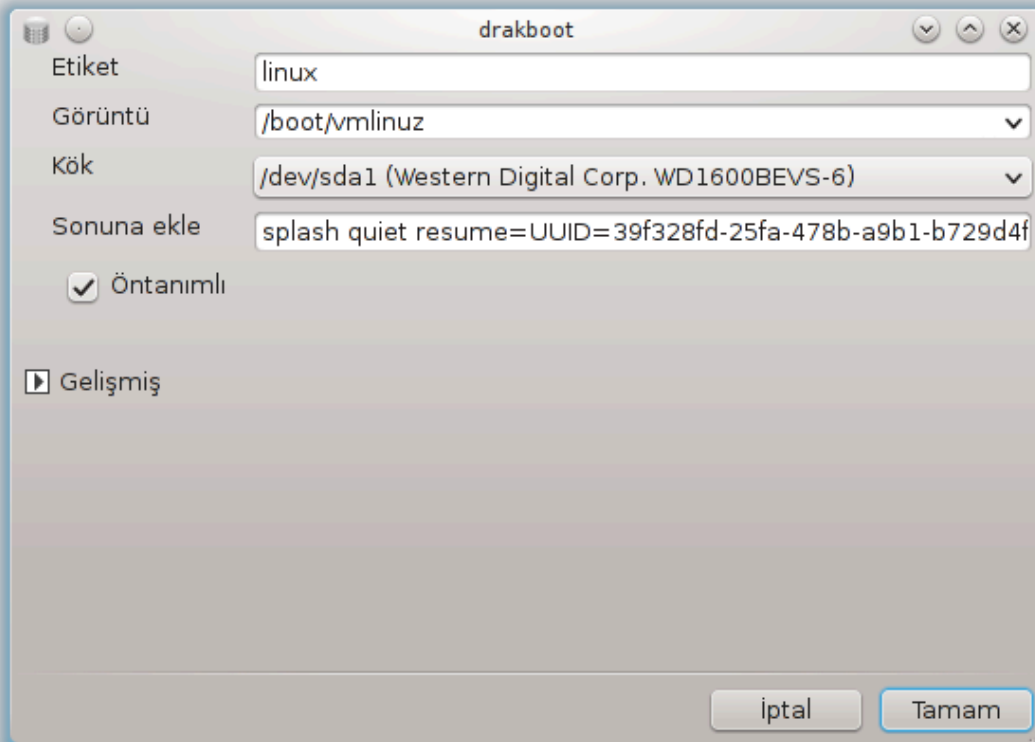 drakboot
Etiket linux
Görüntü /boot/vmlinuz
Kök /dev/sda1 (Western Digital Corp. WD1600BEVS-6)
Sonuna ekle splash quiet resume=UUID=39f328fd-25fa-478b-a9b1-b729d4f
Öntanımlı
Gelişmiş
İptal Tamam